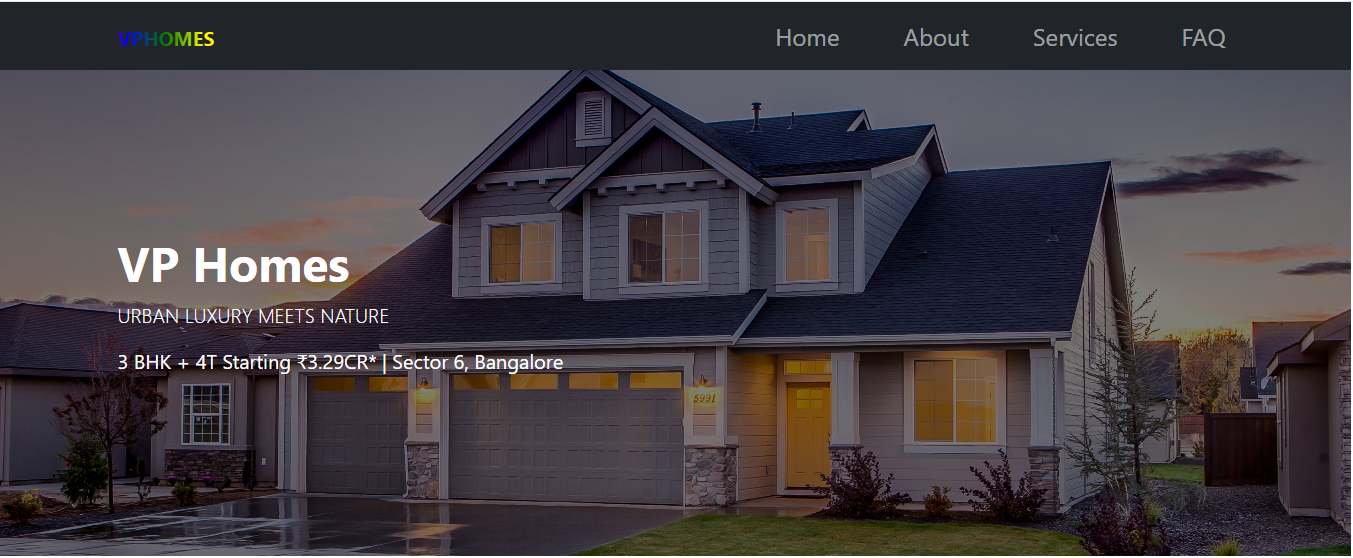 VPHOMES
Home About Services FAQ
VP Homes
URBAN LUXURY MEETS NATURE
3 BHK + 4T Starting ₹3.29CR* | Sector 6, Bangalore
5991